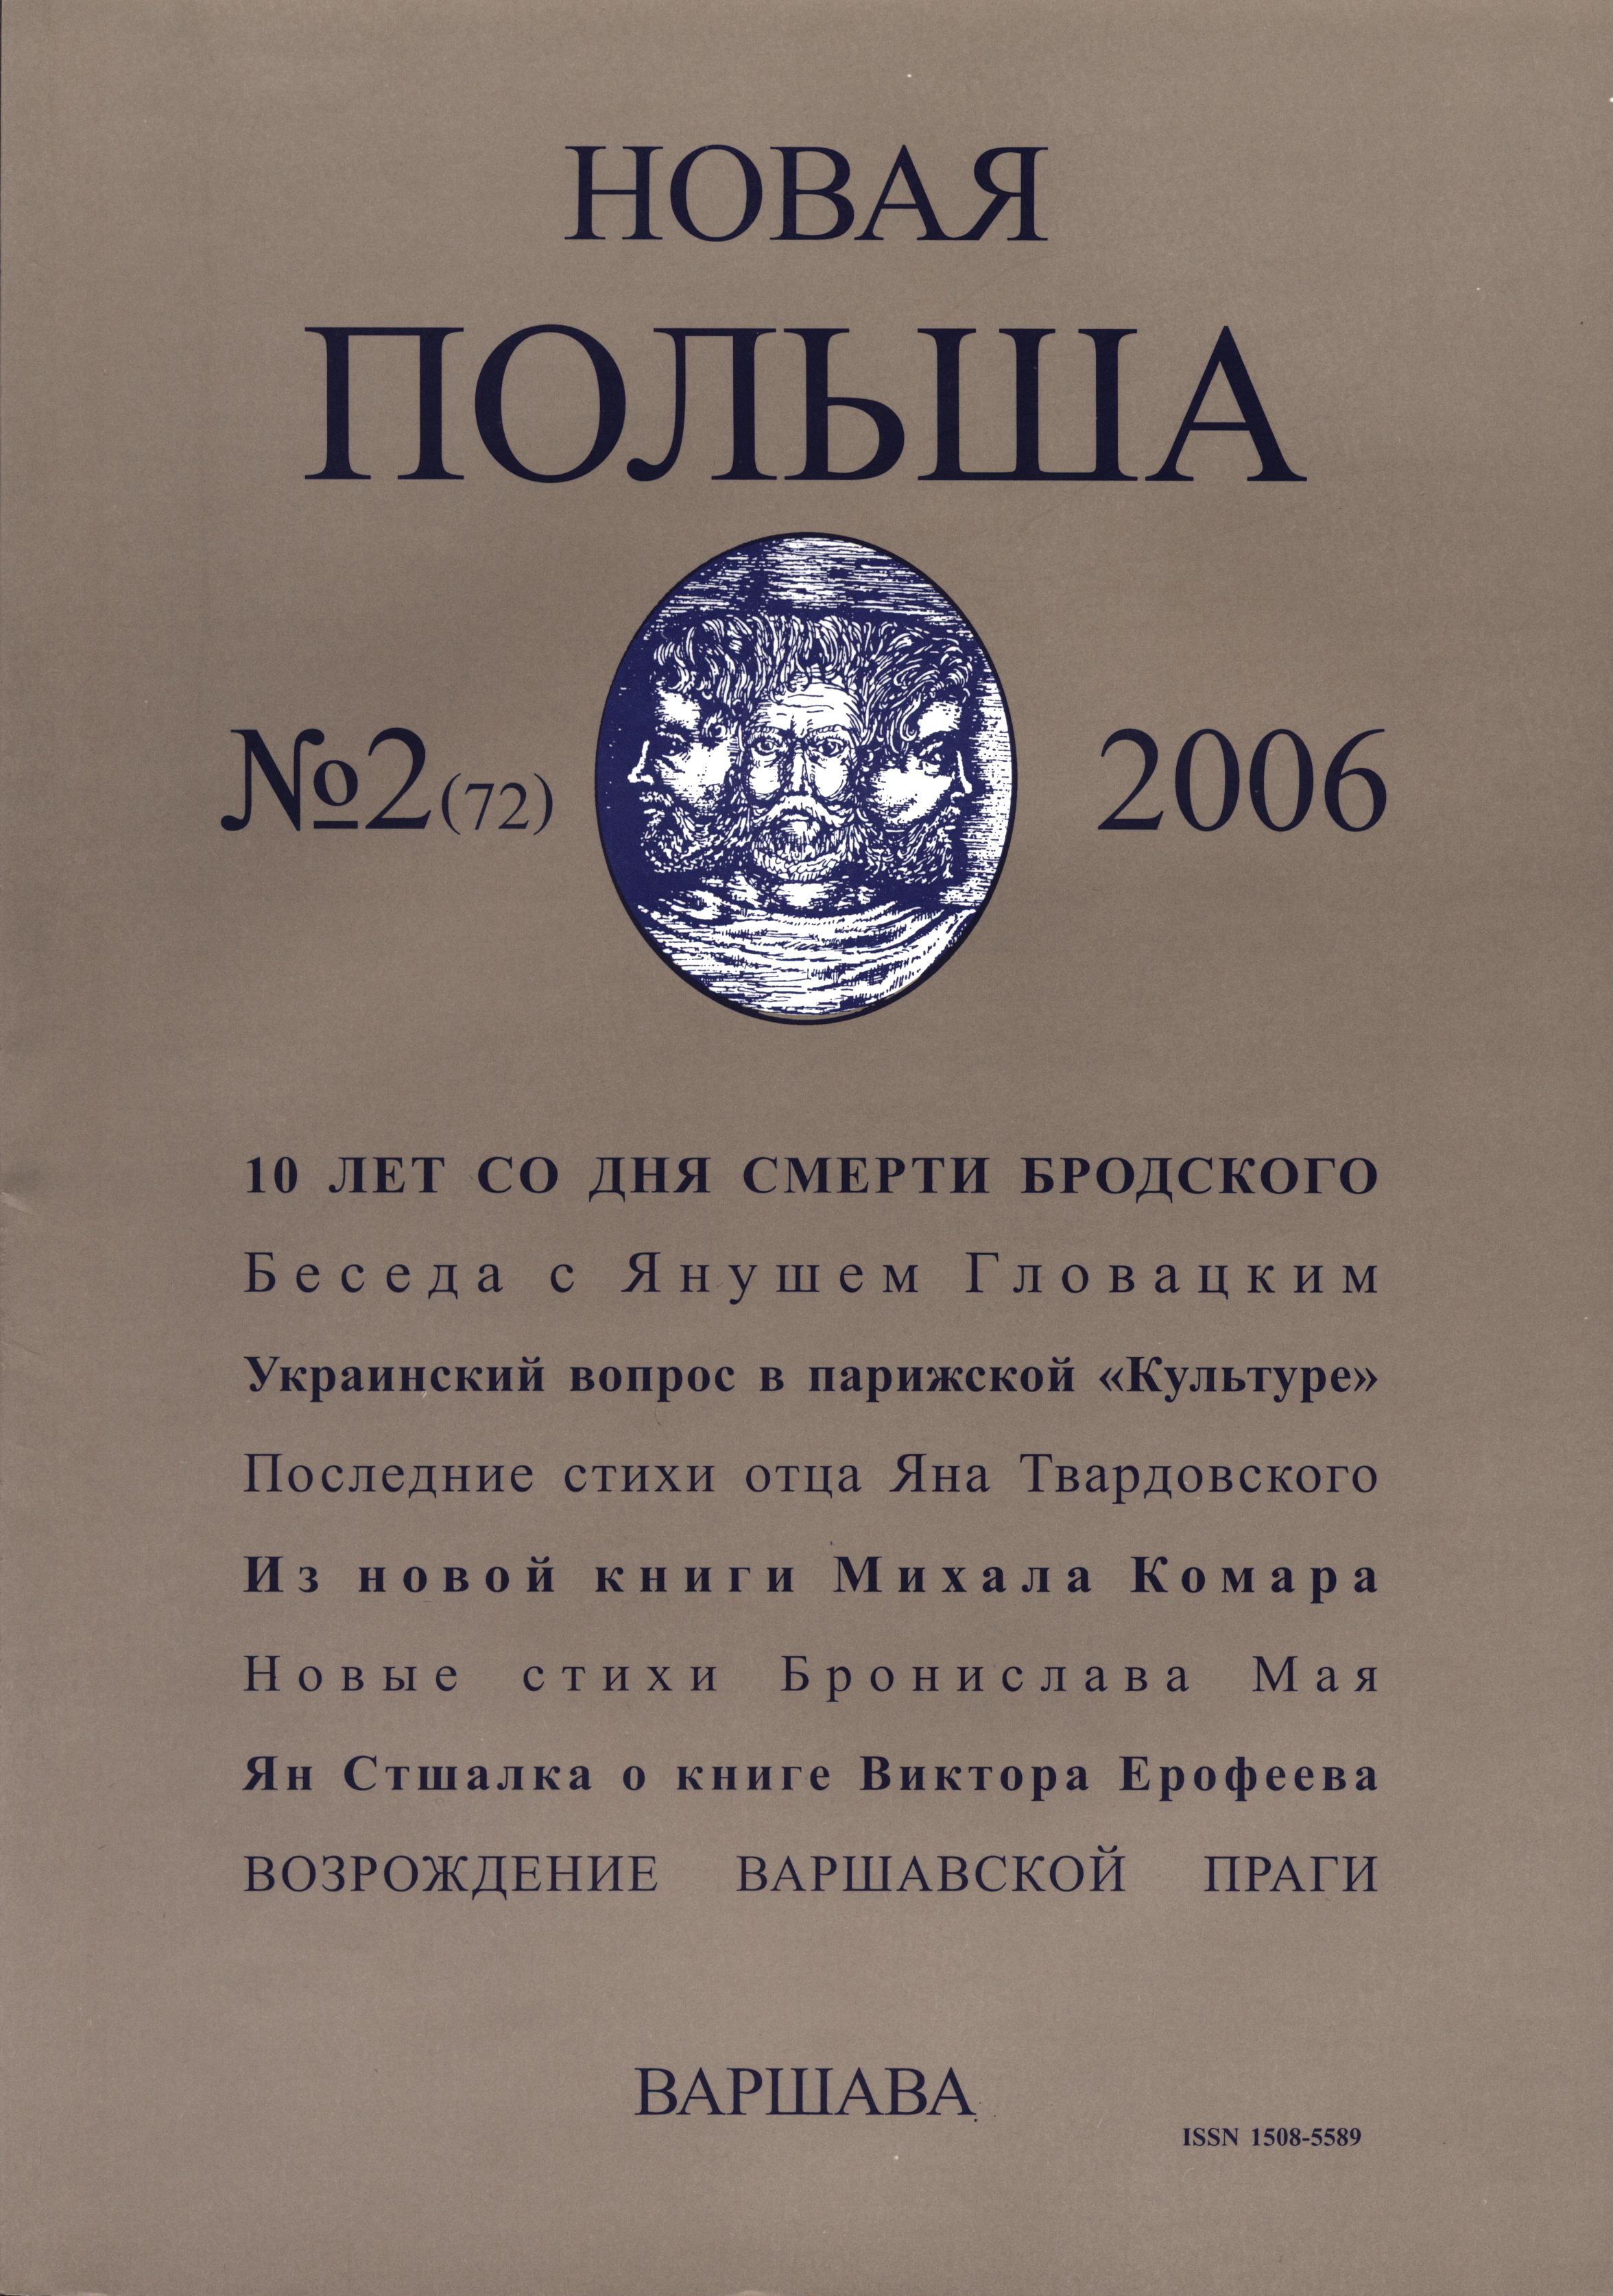 НОВАЯ
ПОЛЬША
№2(72) 2006
10 ЛЕТ СО ДНЯ СМЕРТИ БРОДСКОГО
Беседа с Янушем Гловацким
Украинский вопрос в парижской «Культуре»
Последние стихи отца Яна Твардовского
Из новой книги Михала Комара
Новые стихи Бронислава Мая
Ян Стшалка о книге Виктора Ерофеева
ВОЗРОЖДЕНИЕ ВАРШАВСКОЙ ПРАГИ
ВАРШАВА
ISSN 1508-5589